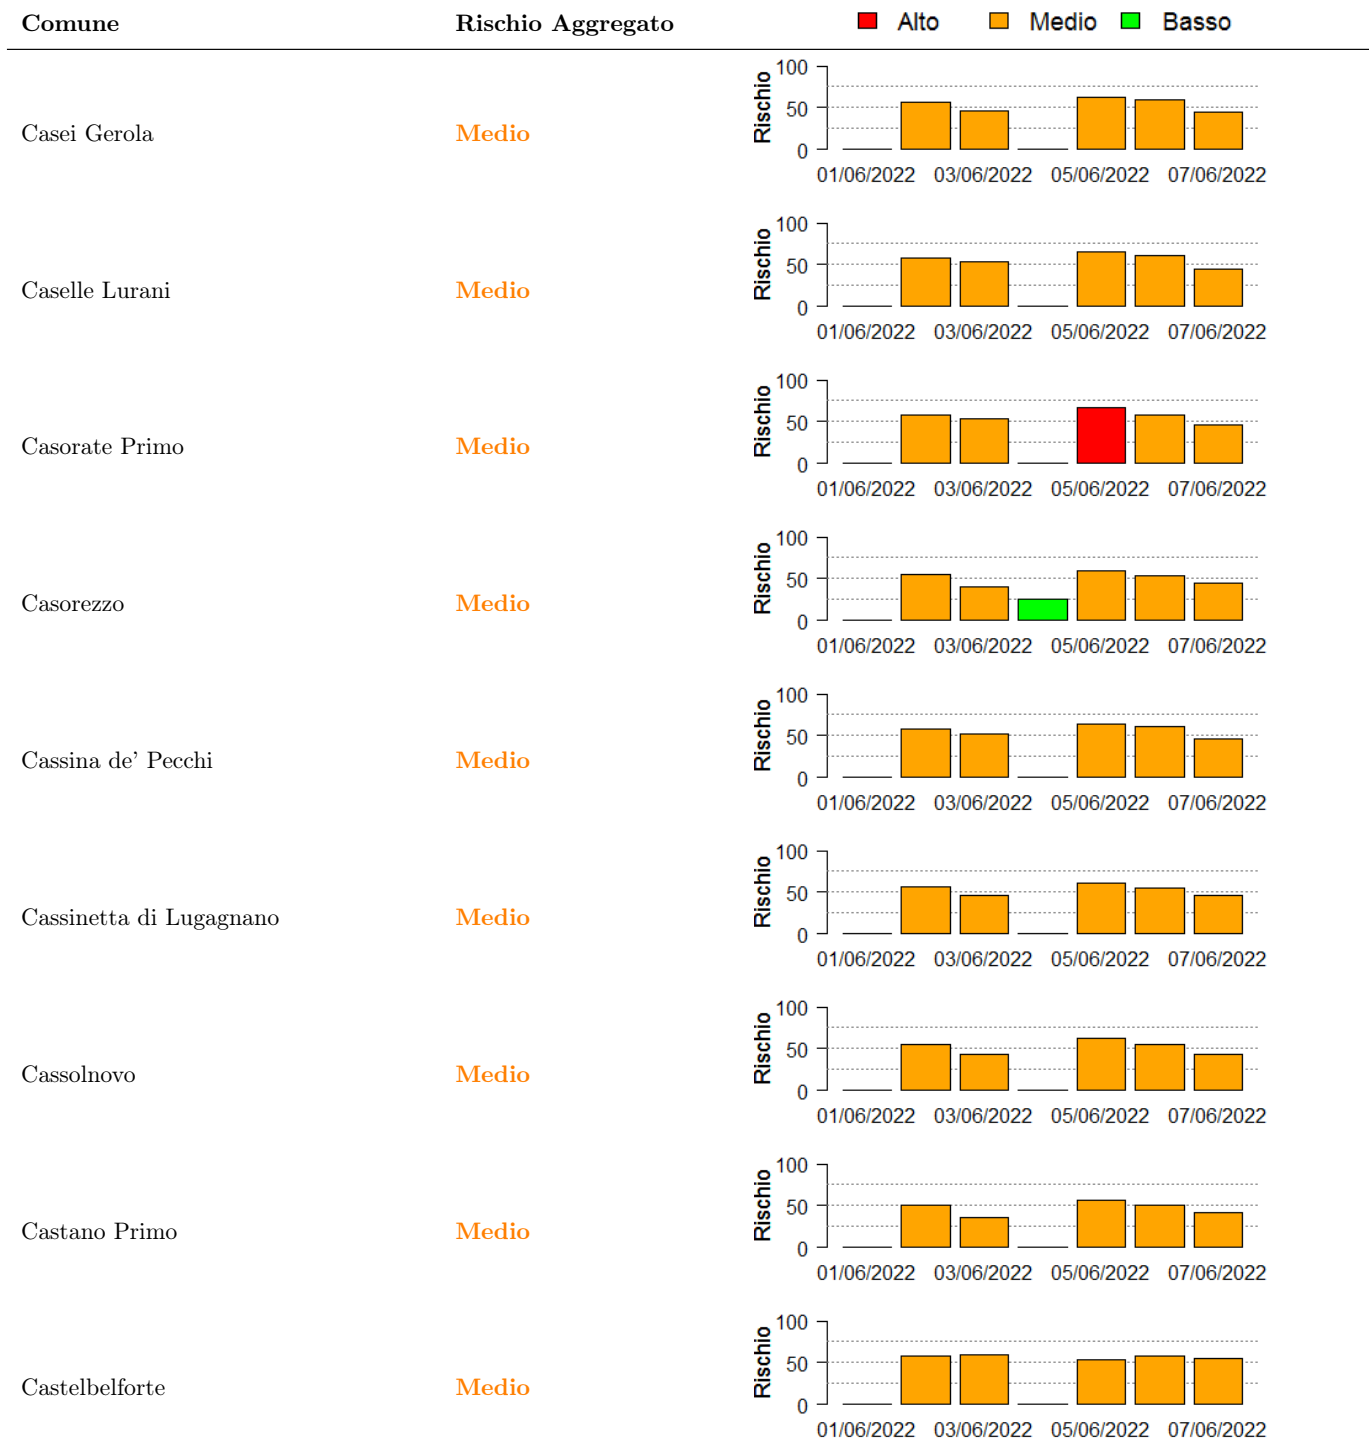 Comune Rischio Aggregato Alto Medio Basso
Casei Gerola Medio
Rischio
100
50
0
01/06/2022 03/06/2022 05/06/2022 07/06/2022
Caselle Lurani Medio
Rischio
100
50
0
01/06/2022 03/06/2022 05/06/2022 07/06/2022
Casorate Primo Medio
Rischio
100
50
0
01/06/2022 03/06/2022 05/06/2022 07/06/2022
Casorezzo Medio
Rischio
100
50
0
01/06/2022 03/06/2022 05/06/2022 07/06/2022
Cassina de' Pecchi Medio
Rischio
100
50
0
01/06/2022 03/06/2022 05/06/2022 07/06/2022
Cassinetta di Lugagnano Medio
Rischio
100
50
0
01/06/2022 03/06/2022 05/06/2022 07/06/2022
Cassolnovo Medio
Rischio
100
50
0
01/06/2022 03/06/2022 05/06/2022 07/06/2022
Castano Primo Medio
Rischio
100
50
0
01/06/2022 03/06/2022 05/06/2022 07/06/2022
Castelbelforte Medio
Rischio
100
50
0
01/06/2022 03/06/2022 05/06/2022 07/06/2022